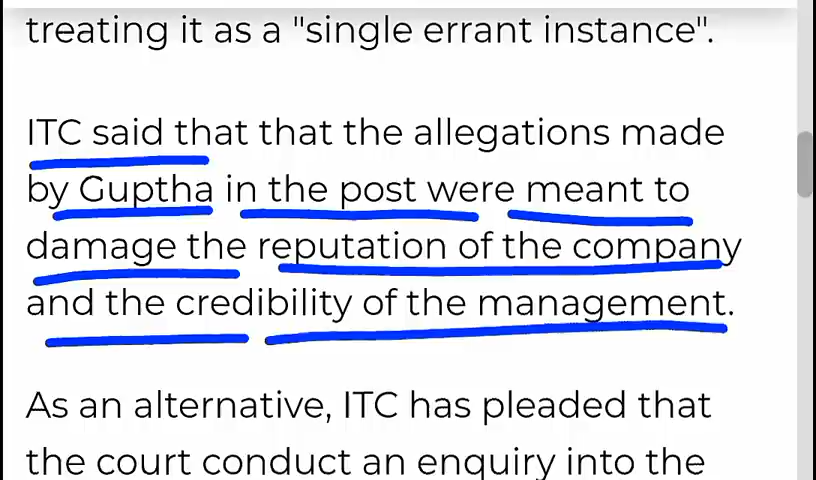 treating it as a "single errant instance".
ITC said that that the allegations made
by Guptha in the post were meant to
damage the reputation of the company
and the credibility of the management.
As an alternative, ITC has pleaded that
the court conduct an enquiry into the